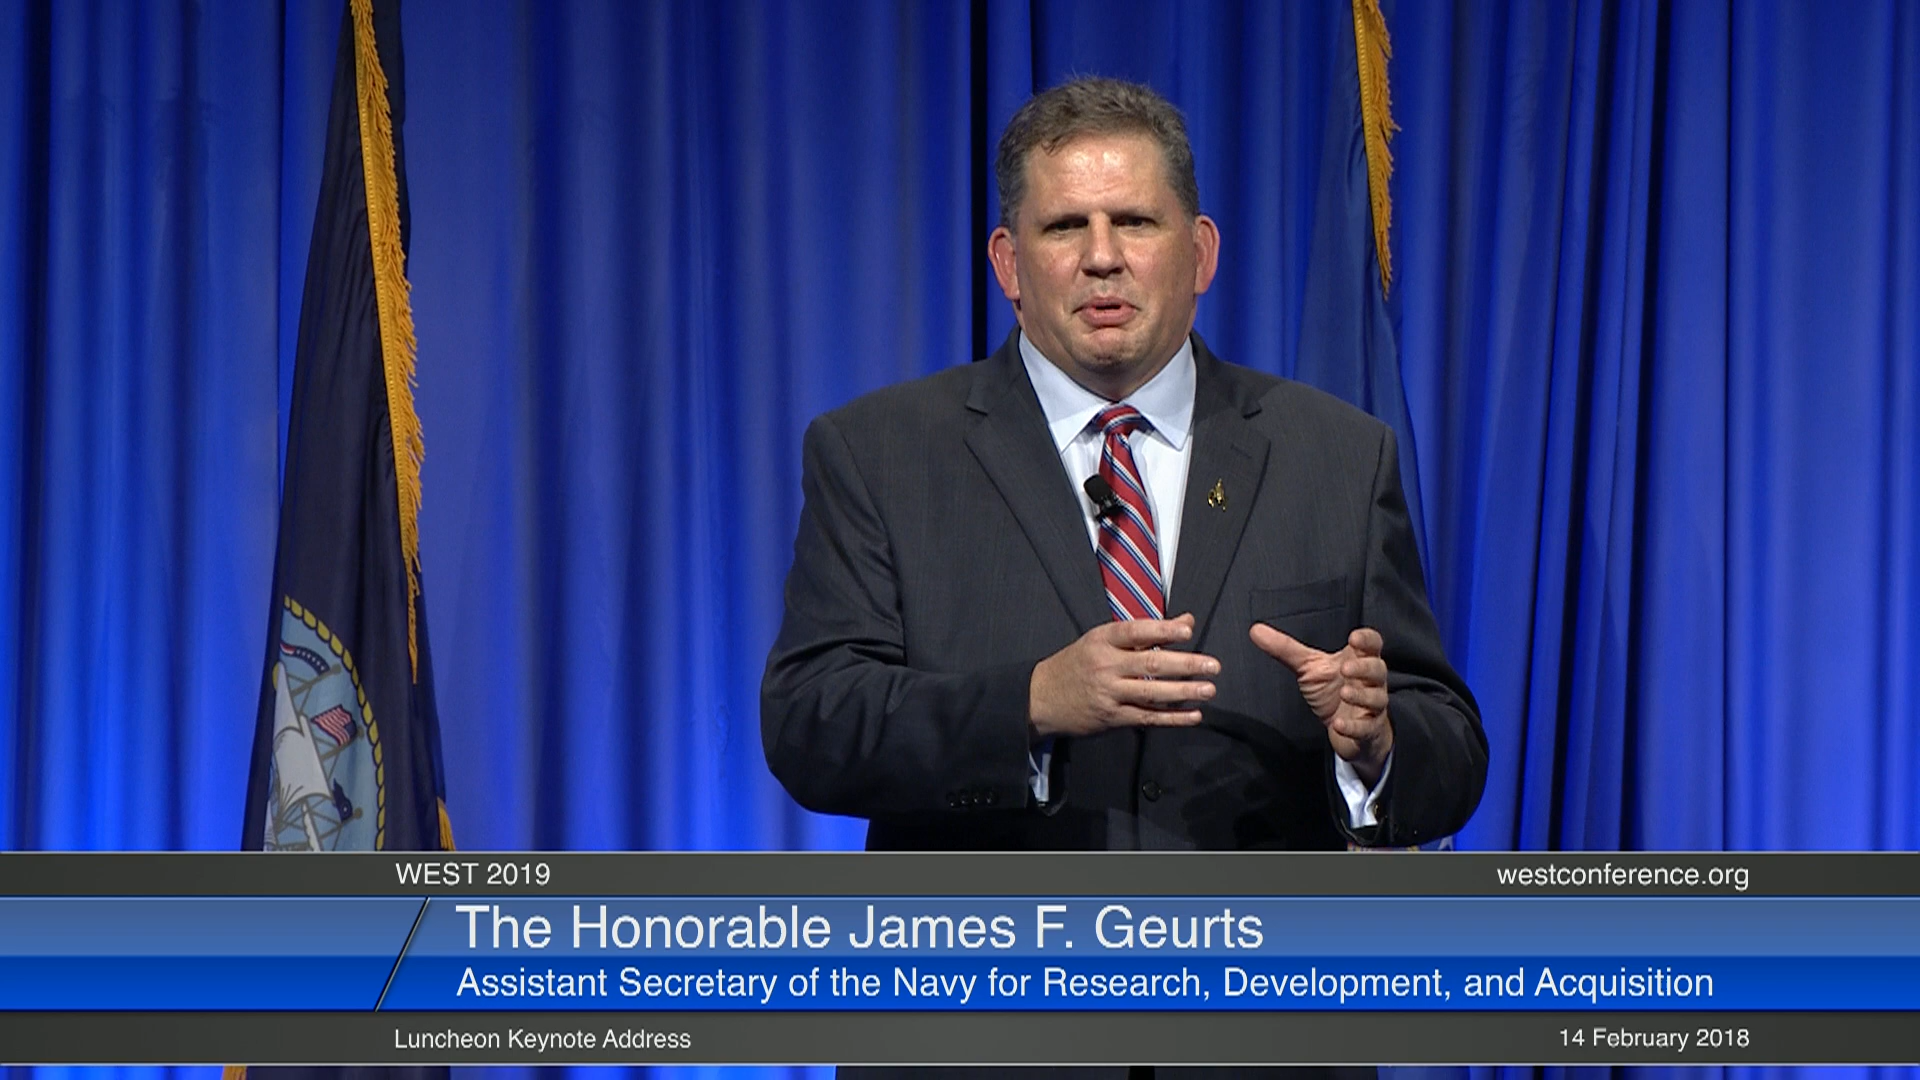 WEST 2019
westconference.org
The Honorable James F. Geurts
Assistant Secretary of the Navy for Research, Development, and Acquisition
Luncheon Keynote Address
14 February 2018